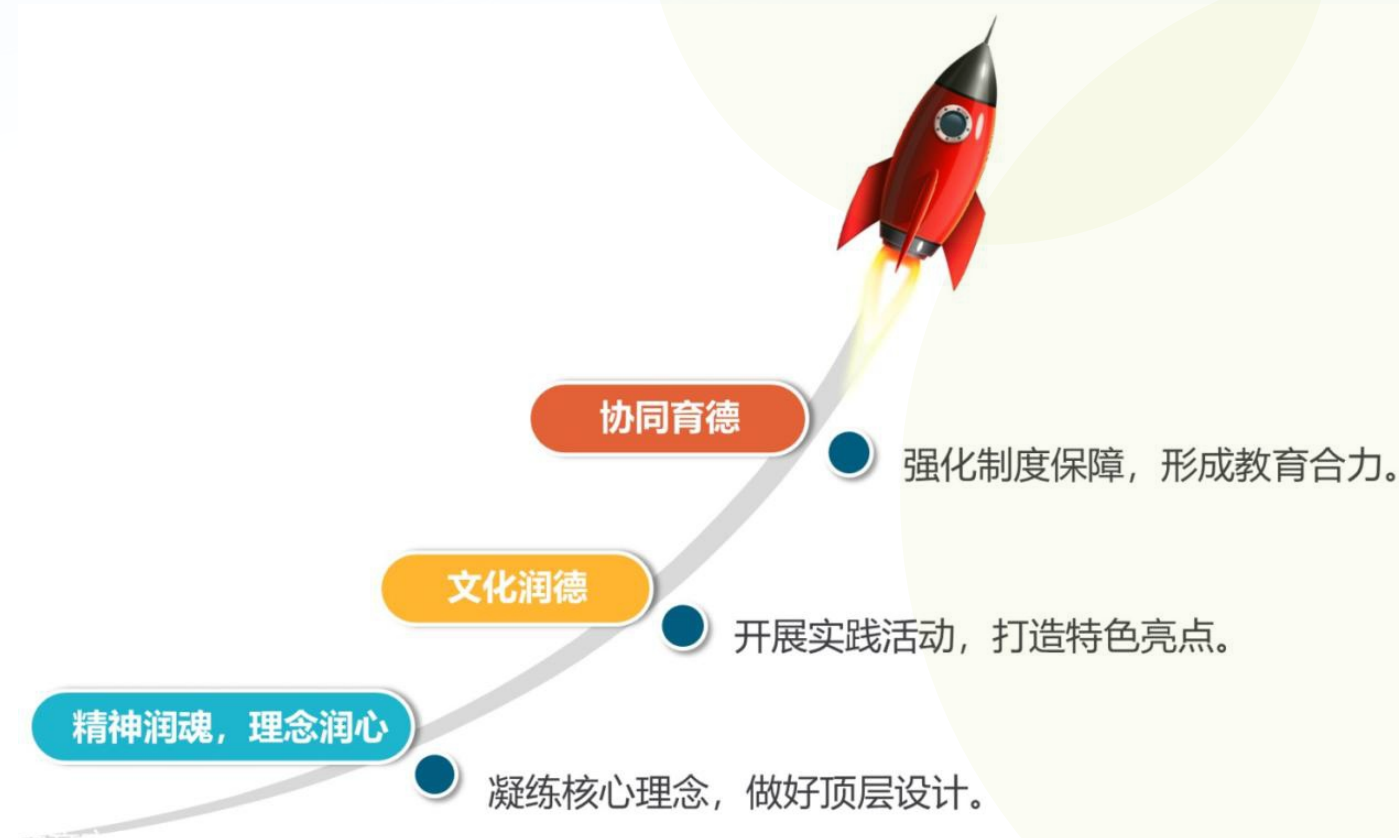 协同育德
强化制度保障，形成教育合力。
文化润德
开展实践活动，打造特色亮点。
精神润魂，理念润心
凝练核心理念，做好顶层设计。